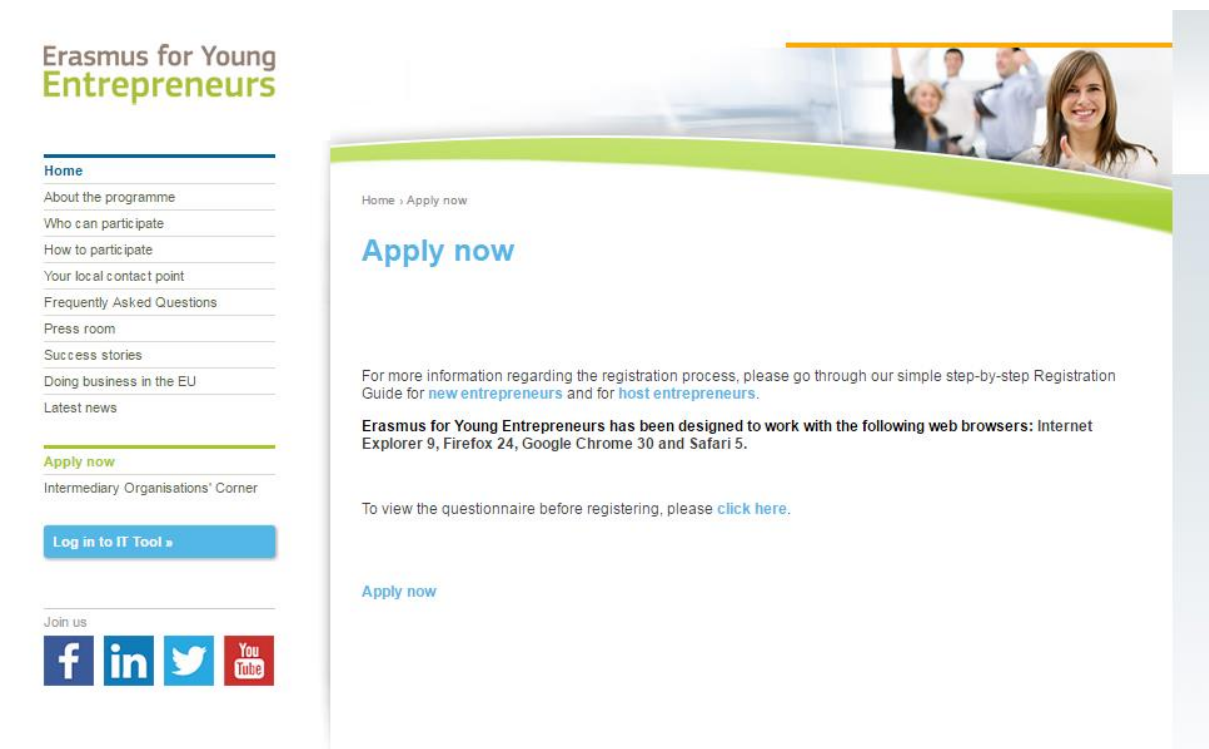 Erasmus for Young
Entrepreneurs
Home
About the programme
Who can participate
How to participate
Your local contact point
Frequently Asked Questions
Press room
Success stories
Doing business in the EU
Latest news
Apply now
Intermediary Organisations' Corner
Log in to IT Tool »
Join us
f in You
Tube
Home › Apply now
Apply now
For more information regarding the registration process, please go through our simple step-by-step Registration
Guide for new entrepreneurs and for host entrepreneurs.
Erasmus for Young Entrepreneurs has been designed to work with the following web browsers: Internet
Explorer 9, Firefox 24, Google Chrome 30 and Safari 5.
To view the questionnaire before registering, please click here.
Apply now